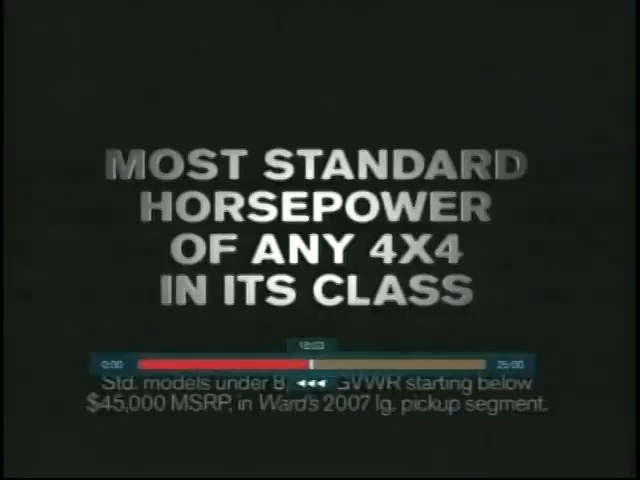 MOST STANDARD
HORSEPOWER
OF ANY 4X4
IN ITS CLASS
18:03
0:00 25:00
Std. models under 8, GVWR starting below
$45,000 MSRP, in Ward's 2007 lg. pickup segment.